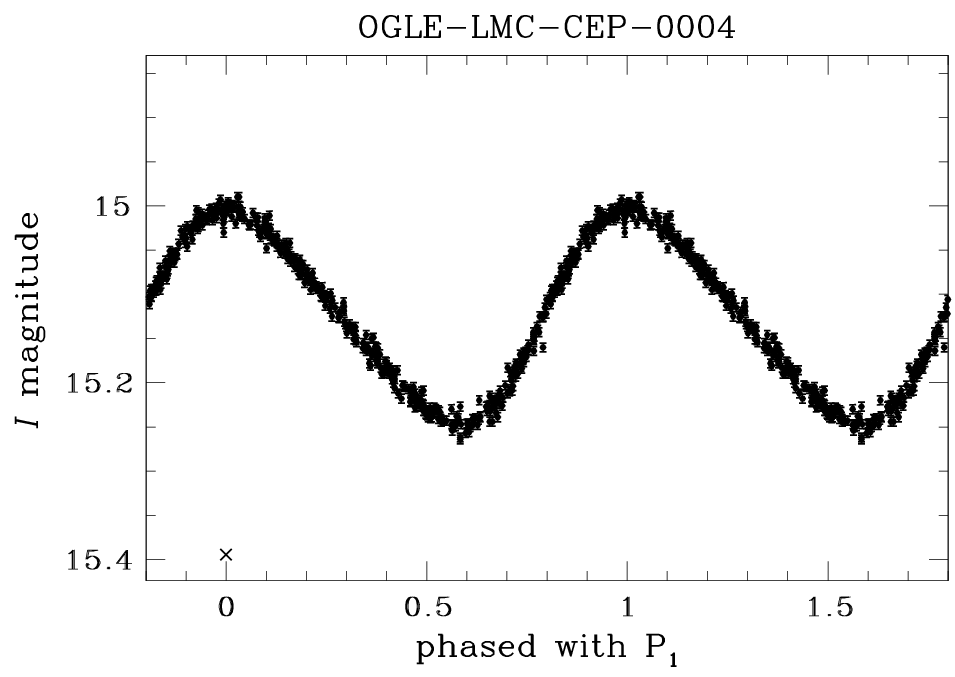 OGLE-LMC-CEP-0004
I magnitude
15
15.2
15.4
0 0.5 1 1.5
phased with P₁